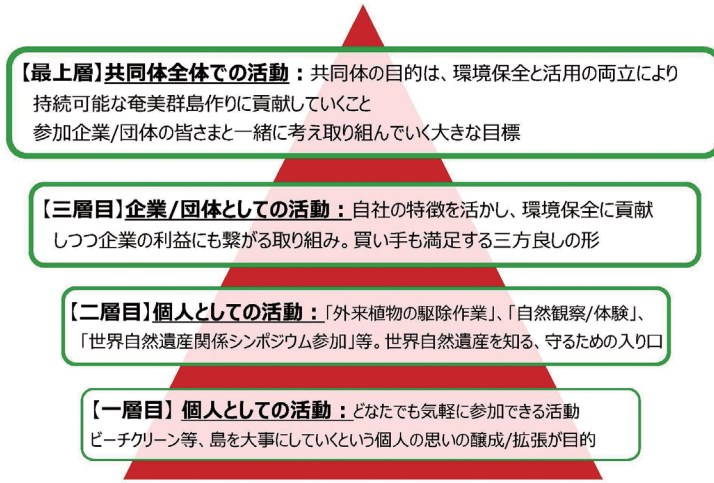 【最上層】共同体全体での活動：共同体の目的は、環境保全と活用の両立により
持続可能な奄美群島作りに貢献していくこと
参加企業/団体の皆さまと一緒に考え取り組んでいく大きな目標
【三層目】企業/団体としての活動：自社の特徴を活かし、環境保全に貢献
しつつ企業の利益にも繋がる取り組み。買い手も満足する三方良しの形
【二層目】個人としての活動：「外来植物の駆除作業」、「自然観察/体験」、
「世界自然遺産関係シンポジウム参加」等。世界自然遺産を知る、守るための入り口
【一層目】 個人としての活動：どなたでも気軽に参加できる活動
ビーチクリーン等、島を大事にしていくという個人の思いの醸成/拡張が目的